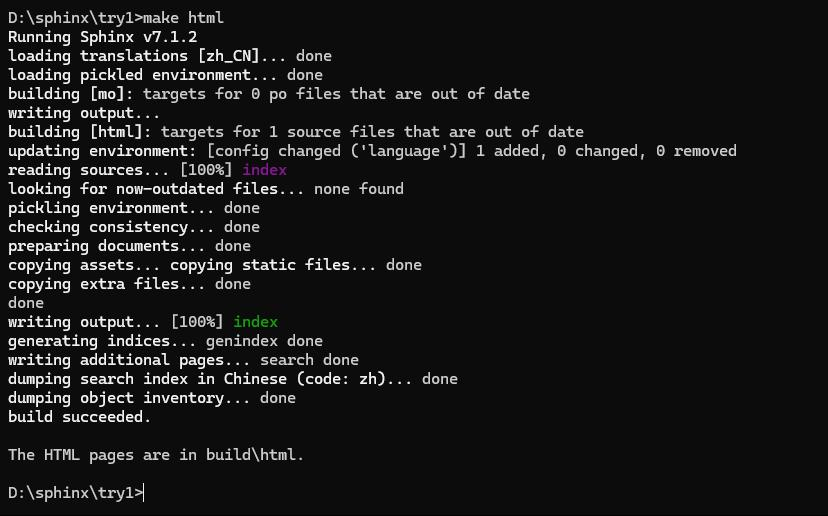 D:\sphinx\try1>make html
Running Sphinx v7.1.2
loading translations [zh_CN]... done
loading pickled environment... done
building [mo]: targets for 0 po files that are out of date
writing output...
building [html]: targets for 1 source files that are out of date
updating environment: [config changed ('language')] 1 added, 0 changed, 0 removed
reading sources... [100%] index
looking for now-outdated files... none found
pickling environment... done
checking consistency... done
preparing documents... done
copying assets... copying static files... done
copying extra files... done
done
writing output... [100%] index
generating indices... genindex done
writing additional pages... search done
dumping search index in Chinese (code: zh)... done
dumping object inventory... done
build succeeded.
The HTML pages are in build\html.
D:\sphinx\try1>